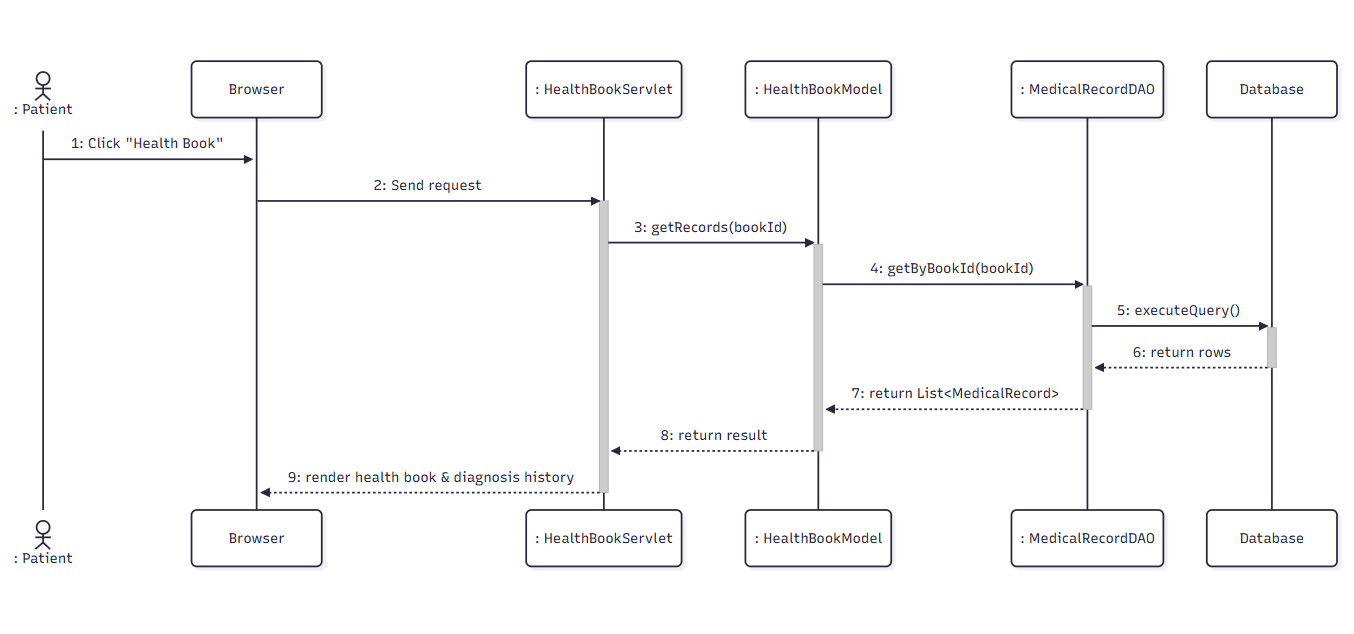 Browser
: HealthBookServlet
: HealthBookModel
: MedicalRecordDAO
Database
: Patient
1: Click "Health Book"
2: Send request
3: getRecords(bookId)
4: getByBookId(bookId)
5: executeQuery()
6: return rows
7: return List<MedicalRecord>
8: return result
9: render health book & diagnosis history
Browser
: HealthBookServlet
: HealthBookModel
: MedicalRecordDAO
Database
: Patient